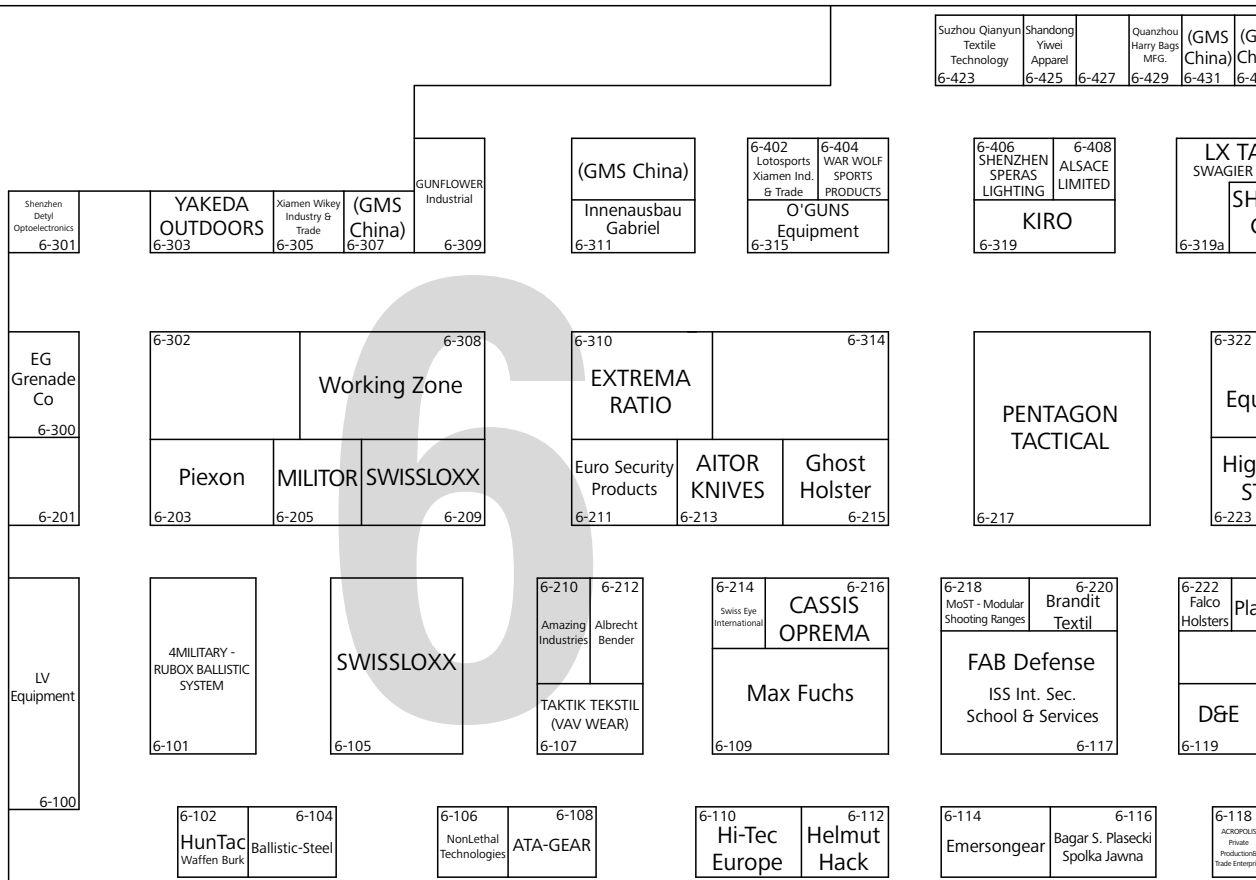 Suzhou Qianyun
Textile
Technology
6-423
Shandong
Yiwei
Apparel
6-425
6-427
Quanzhou
Harry Bags
MFG.
6-429
(GMS
China)
6-431
6-402
Lotosports
Xiamen Ind.
& Trade
6-404
WAR WOLF
SPORTS
PRODUCTS
6-406
SHENZHEN
SPERAS
LIGHTING
6-408
ALSACE
LIMITED
LX
SWAGIER
6-319a
Shenzhen
Detyl
Optoelectronics
6-301
YAKEDA
OUTDOORS
6-303
Xiamen Wikey
Industry &
Trade
6-305
(GMS
China)
6-307
GUNFLOWER
Industrial
6-309
(GMS China)
Innenausbau
Gabriel
6-311
O'GUNS
Equipment
6-315
KIRO
6-319
6
EG
Grenade
Co
6-300
6-201
6-302
6-308
Working Zone
Piexon
6-203
MILITOR
6-205
SWISSLOXX
6-209
6-310
EXTREMA
RATIO
6-314
Euro Security
Products
6-211
AITOR
KNIVES
6-213
Ghost
Holster
6-215
PENTAGON
TACTICAL
6-217
6-322
6-223
LV
Equipment
6-100
4MILITARY -
RUBOX BALLISTIC
SYSTEM
6-101
SWISSLOXX
6-105
6-210
Amazing
Industries
6-212
Albrecht
Bender
TAKTIK TEKSTIL
(VAV WEAR)
6-107
6-214
Swiss Eye
International
6-216
CASSIS
OPREMA
Max Fuchs
6-109
6-218
MoST - Modular
Shooting Ranges
6-220
Brandit
Textil
FAB Defense
ISS Int. Sec.
School & Services
6-117
6-222
Falco
Holsters
D&E
6-119
6-102
HunTac
Waffen Burk
6-104
Ballistic-Steel
6-106
NonLethal
Technologies
6-108
ATA-GEAR
6-110
Hi-Tec
Europe
6-112
Helmut
Hack
6-114
Emersongear
6-116
Bagar S. Plasecki
Spolka Jawna
6-118
ACROPOLIS
Private
Production&
Trade